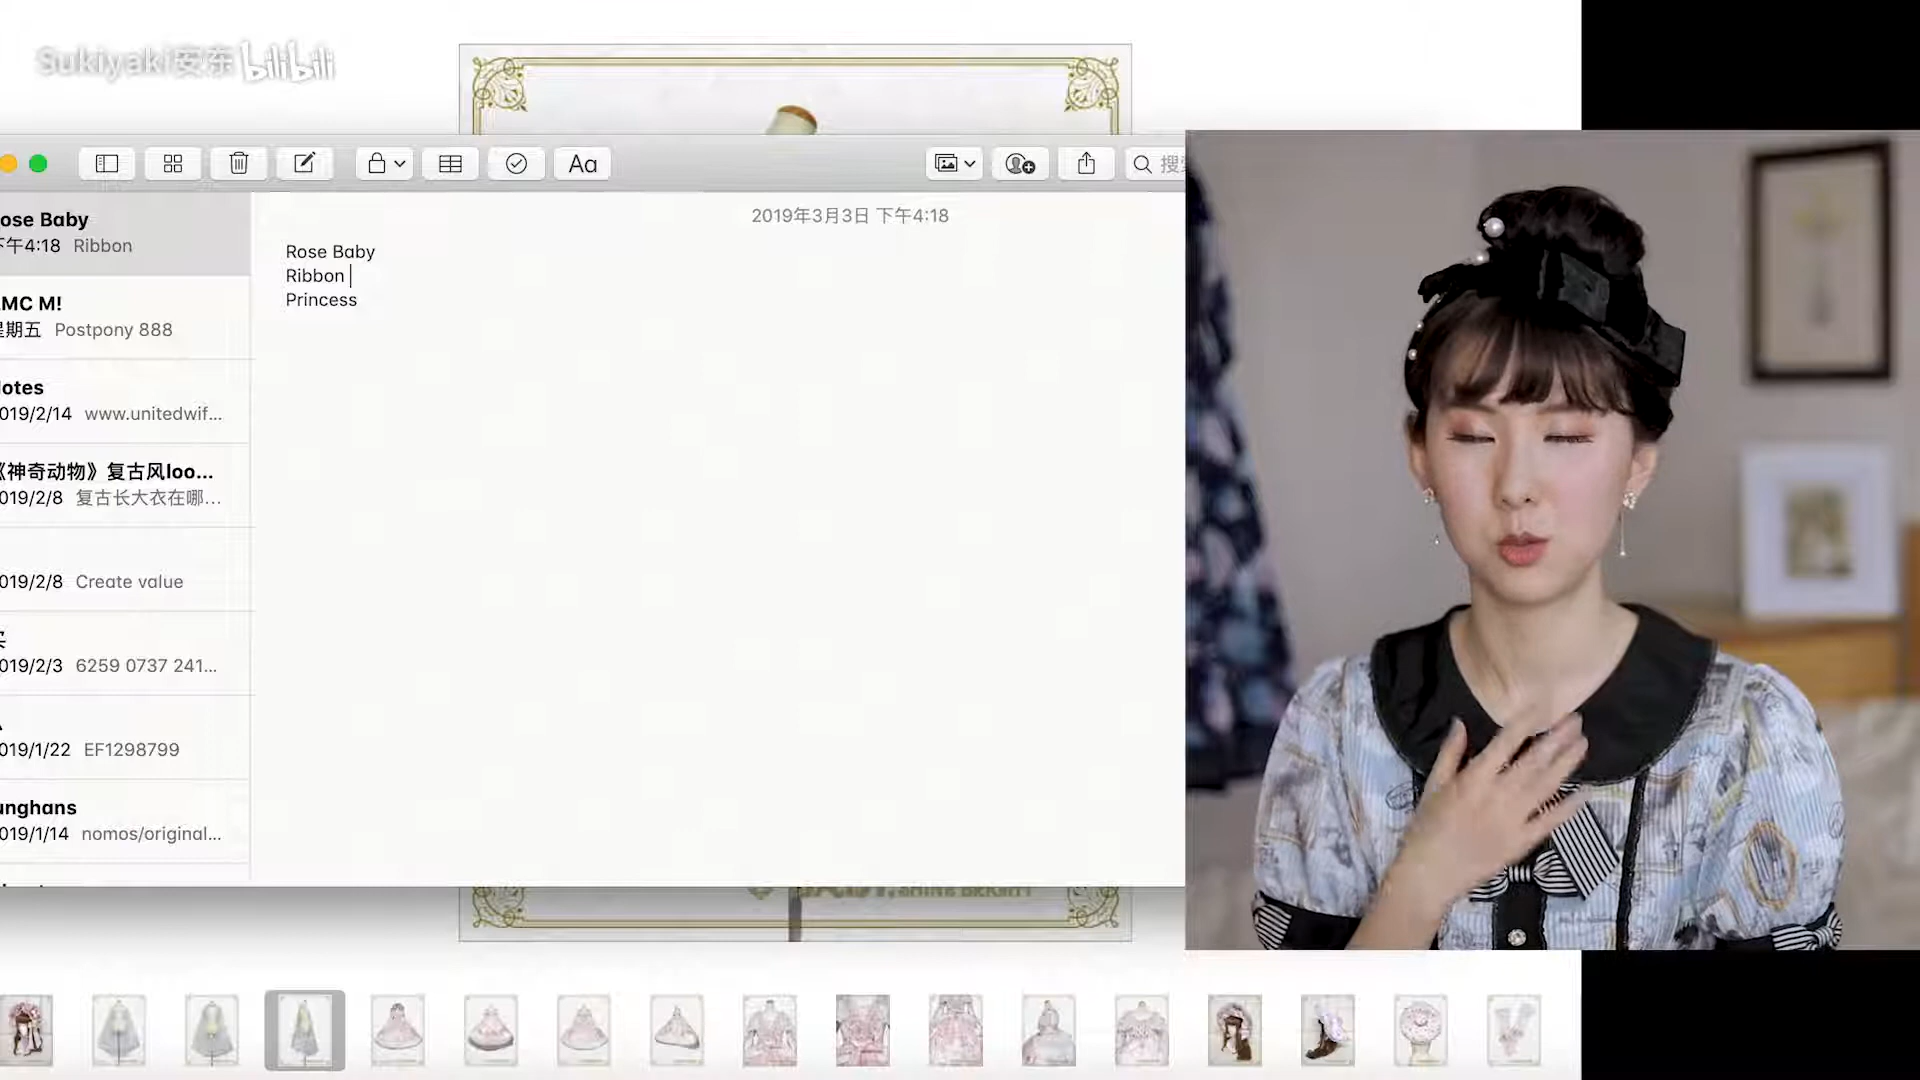 Sukiyaki安东 bilibili
Aa
搜
ose Baby
下午4:18 Ribbon
MC M!
星期五 Postpony 888
otes
019/2/14 www.unitedwif...
《神奇动物》复古风loo...
019/2/8 复古长大衣在哪...
019/2/8 Create value
019/2/3 6259 0737 241...
019/1/22 EF1298799
unghans
019/1/14 nomos/original...
2019年3月3日 下午4:18
Rose Baby
Ribbon
Princess